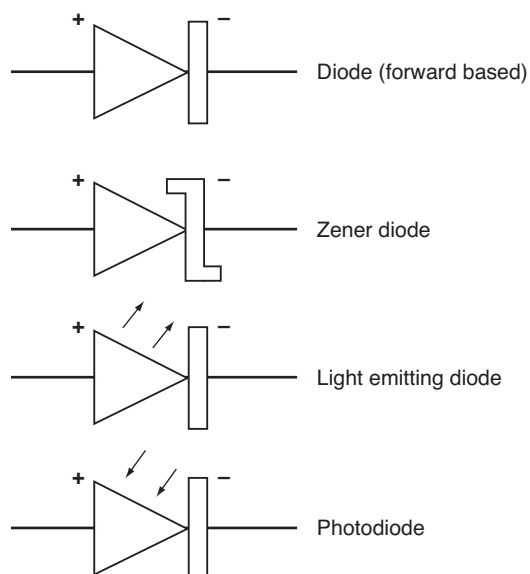 + –
Diode (forward based)
+ –
Zener diode
+ –
Light emitting diode
+ –
Photodiode